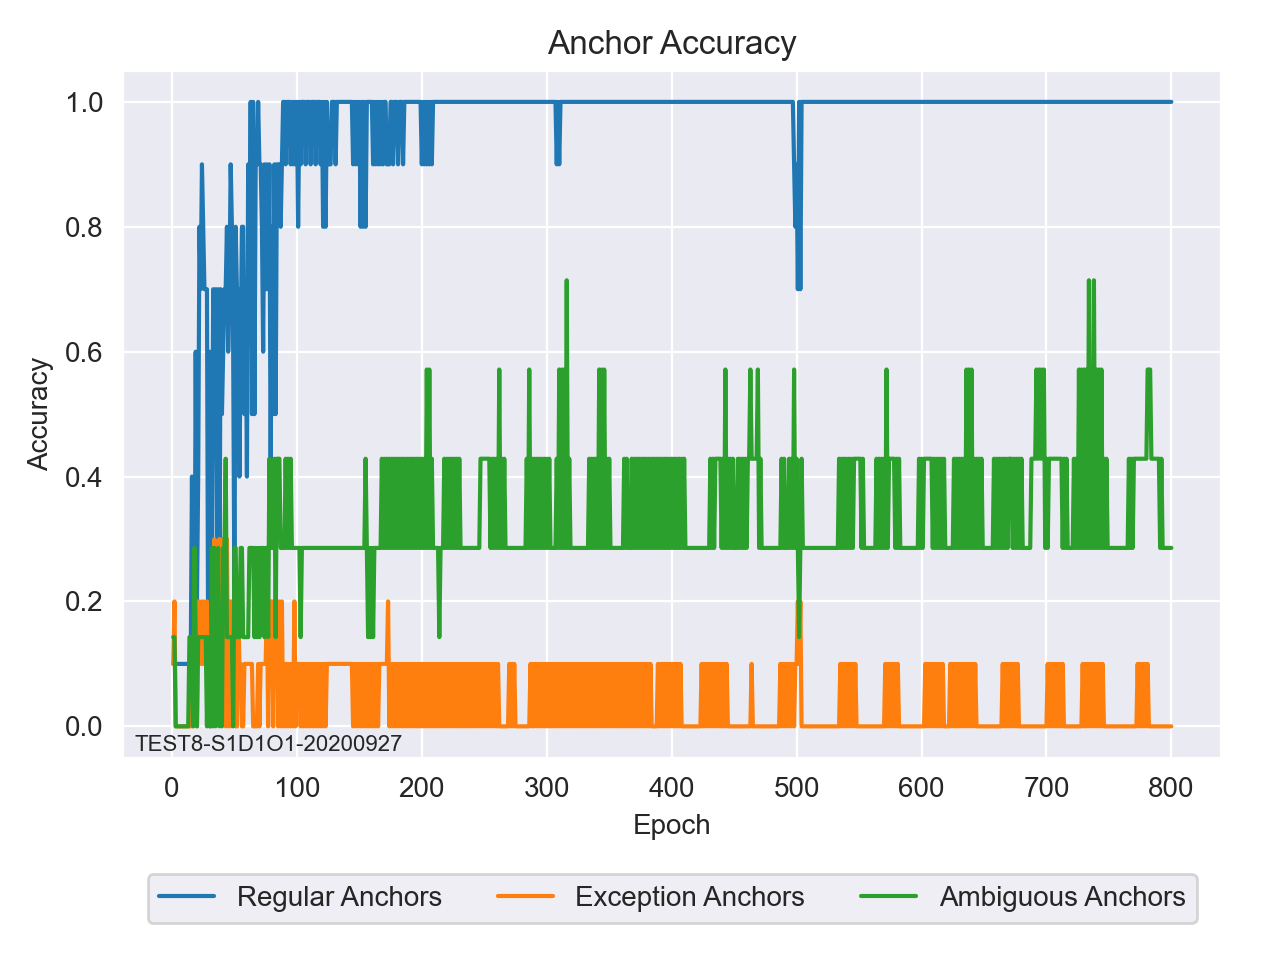 Anchor Accuracy
1.0
0.8
0.6
0.4
0.2
0.0
Accuracy
TEST8-S1D1O1-20200927
0 100 200 300 400 500 600 700 800
Epoch
Regular Anchors Exception Anchors Ambiguous Anchors